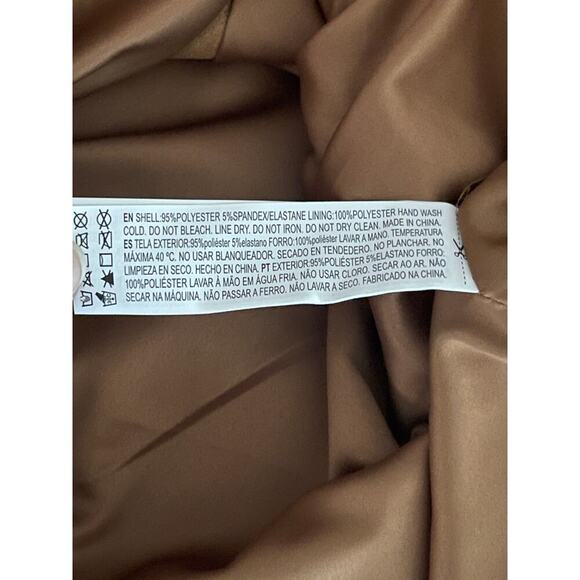 EN SHELL:95%POLYESTER 5%SPANDEX/ELASTANE LINING:100%POLYESTER HAND WASH
COLD. DO NOT BLEACH. LINE DRY. DO NOT IRON. DO NOT DRY CLEAN. MADE IN CHINA.
ES TELA EXTERIOR:95%poliéster 5%elastano FORRO:100%poliéster LAVAR A MANO. TEMPERATURA
MÁXIMA 40 ºC. NO USAR BLANQUEADOR. SECADO EN TENDEDERO. NO PLANCHAR. NO
LIMPIEZA EN SECO. HECHO EN CHINA. PT EXTERIOR:95%POLIÉSTER 5%ELASTANO FORRO:
100%POLIÉSTER LAVAR À MÃO EM ÁGUA FRIA. NÃO USAR CLORO. SECAR AO AR. NÃO
SECAR NA MÁQUINA. NÃO PASSAR A FERRO. NÃO LAVAR A SECO. FABRICADO NA CHINA.